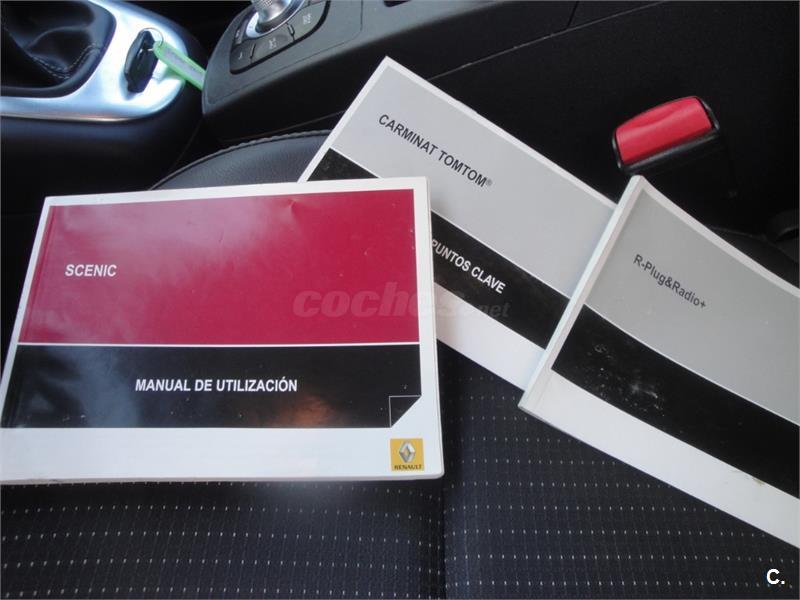 SCENIC
MANUAL DE UTILIZACIÓN
RENAULT
CARMINAT TOMTOM®
PUNTOS CLAVE
R-Plug&Radio+
coches.net
C.